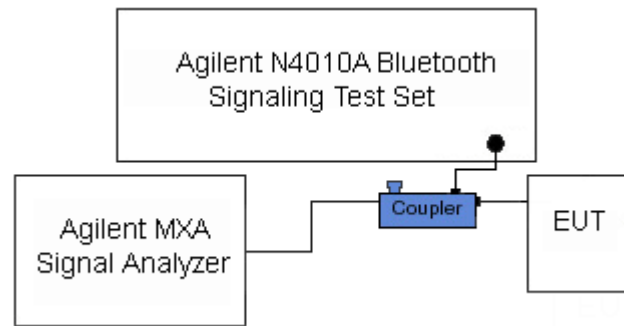 Agilent N4010A Bluetooth
Signaling Test Set
Agilent MXA
Signal Analyzer
Coupler
EUT